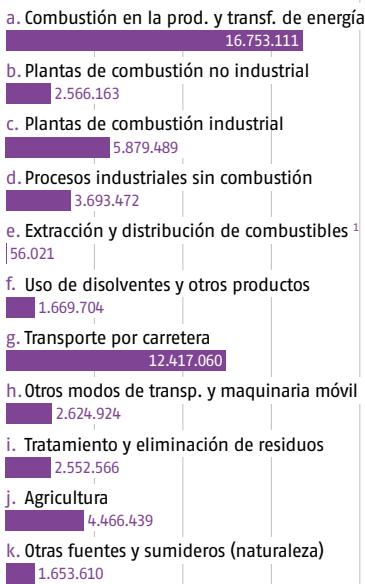 a. Combustión en la prod. y transf. de energía
16.753.111
b. Plantas de combustión no industrial
2.566.163
c. Plantas de combustión industrial
5.879.489
d. Procesos industriales sin combustión
3.693.472
e. Extracción y distribución de combustibles 1
56.021
f. Uso de disolventes y otros productos
1.669.704
g. Transporte por carretera
12.417.060
h. Otros modos de transp. y maquinaria móvil
2.624.924
i. Tratamiento y eliminación de residuos
2.552.566
j. Agricultura
4.466.439
k. Otras fuentes y sumideros (naturaleza)
1.653.610